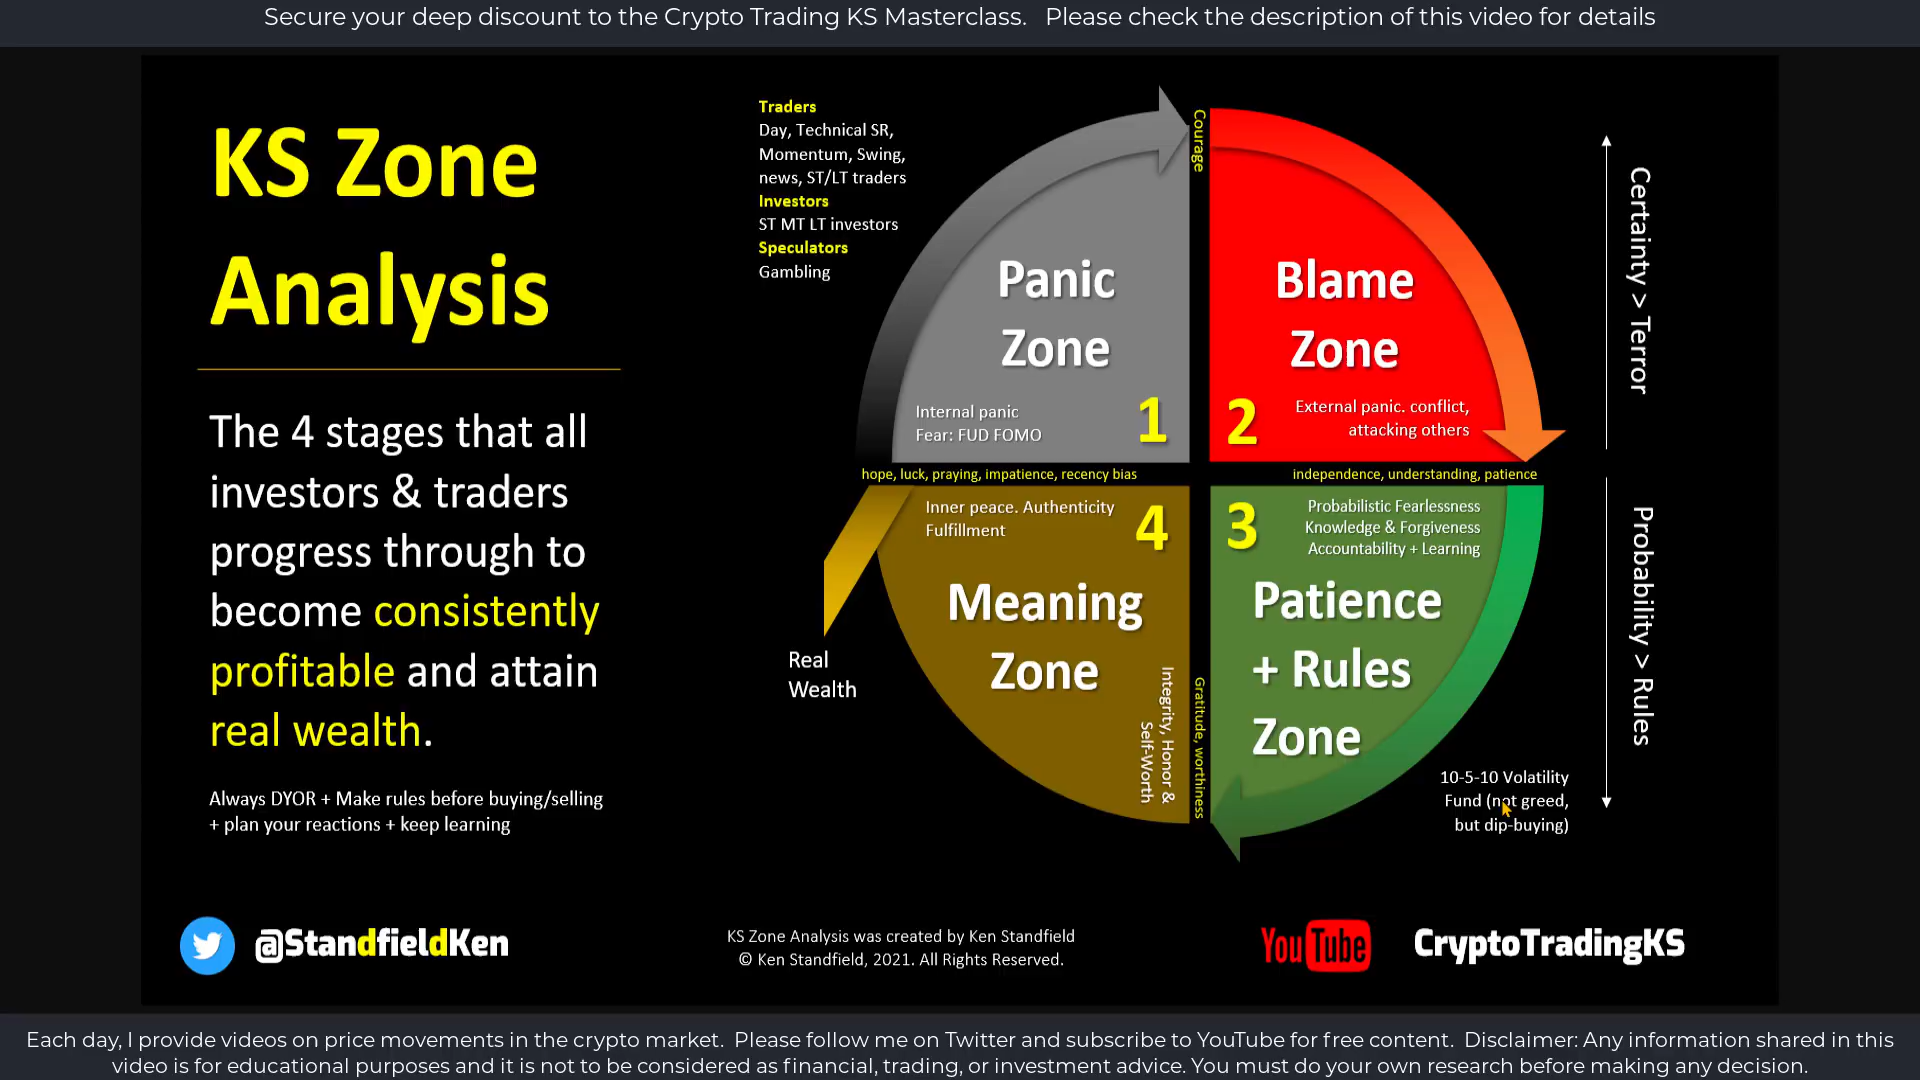 Secure your deep discount to the Crypto Trading KS Masterclass.   Please check the description of this video for details
KS Zone
Analysis
The 4 stages that all
investors & traders
progress through to
become consistently
profitable and attain
real wealth.
Always DYOR + Make rules before buying/selling
+ plan your reactions + keep learning
Traders
Day, Technical SR,
Momentum, Swing,
news, ST/LT traders
Investors
ST MT LT investors
Speculators
Gambling
Courage
Panic
Zone
Internal panic
Fear: FUD FOMO
1
Blame
Zone
2
External panic. conflict,
attacking others
Certainty > Terror
hope, luck, praying, impatience, recency bias
independence, understanding, patience
Inner peace. Authenticity
Fulfillment
4
Meaning
Zone
Integrity, Honor &
Self-Worth
Gratitude, worthiness
3
Probabilistic Fearlessness
Knowledge & Forgiveness
Accountability + Learning
Patience
+ Rules
Zone
Probability > Rules
Real
Wealth
10-5-10 Volatility
Fund (not greed,
but dip-buying)
@StandfieldKen
KS Zone Analysis was created by Ken Standfield
© Ken Standfield, 2021. All Rights Reserved.
YouTube
CryptoTradingKS
Each day, I provide videos on price movements in the crypto market.  Please follow me on Twitter and subscribe to YouTube for free content.  Disclaimer: Any information shared in this
video is for educational purposes and it is not to be considered as financial, trading, or investment advice. You must do your own research before making any decision.